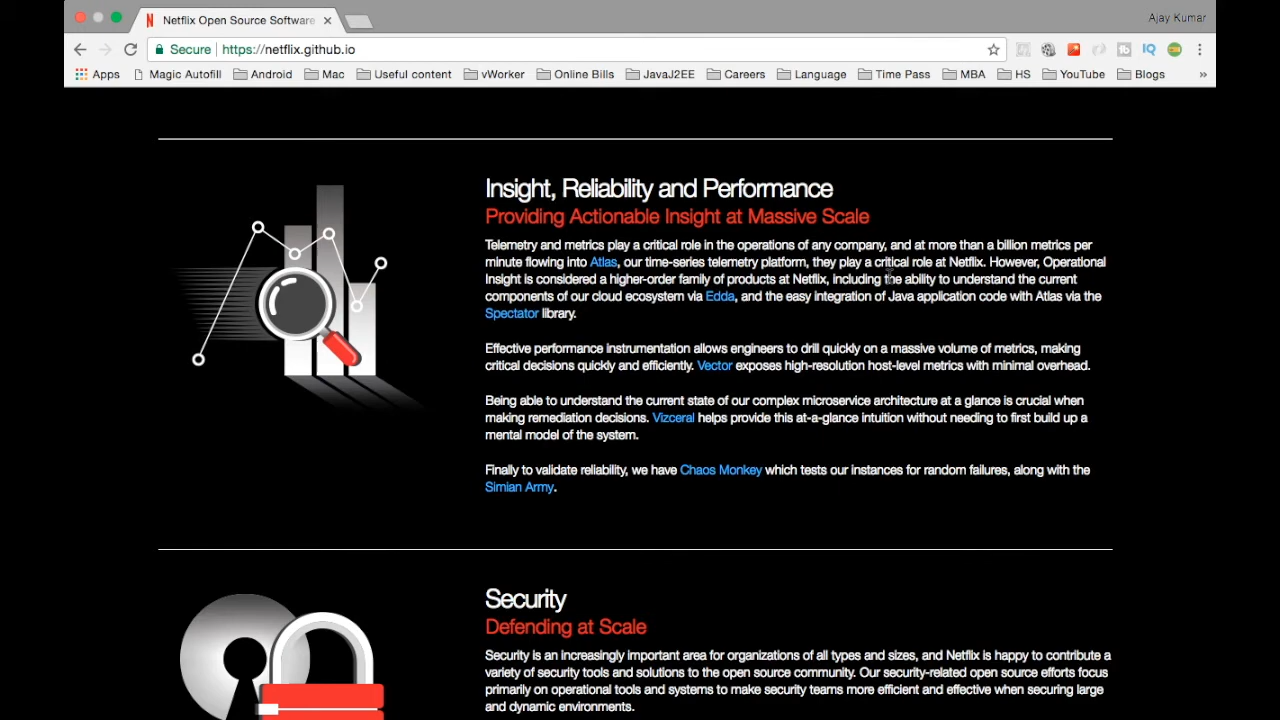 Netflix Open Source Software
Ajay Kumar
Secure https://netflix.github.io
IQ
Apps Magic Autofill Android Mac Useful content vWorker Online Bills JavaJ2EE Careers Language Time Pass MBA HS YouTube Blogs »
Insight, Reliability and Performance
Providing Actionable Insight at Massive Scale
Telemetry and metrics play a critical role in the operations of any company, and at more than a billion metrics per
minute flowing into Atlas, our time-series telemetry platform, they play a critical role at Netflix. However, Operational
Insight is considered a higher-order family of products at Netflix, including the ability to understand the current
components of our cloud ecosystem via Edda, and the easy integration of Java application code with Atlas via the
Spectator library.
Effective performance instrumentation allows engineers to drill quickly on a massive volume of metrics, making
critical decisions quickly and efficiently. Vector exposes high-resolution host-level metrics with minimal overhead.
Being able to understand the current state of our complex microservice architecture at a glance is crucial when
making remediation decisions. Vizceral helps provide this at-a-glance intuition without needing to first build up a
mental model of the system.
Finally to validate reliability, we have Chaos Monkey which tests our instances for random failures, along with the
Simian Army.
Security
Defending at Scale
Security is an increasingly important area for organizations of all types and sizes, and Netflix is happy to contribute a
variety of security tools and solutions to the open source community. Our security-related open source efforts focus
primarily on operational tools and systems to make security teams more efficient and effective when securing large
and dynamic environments.